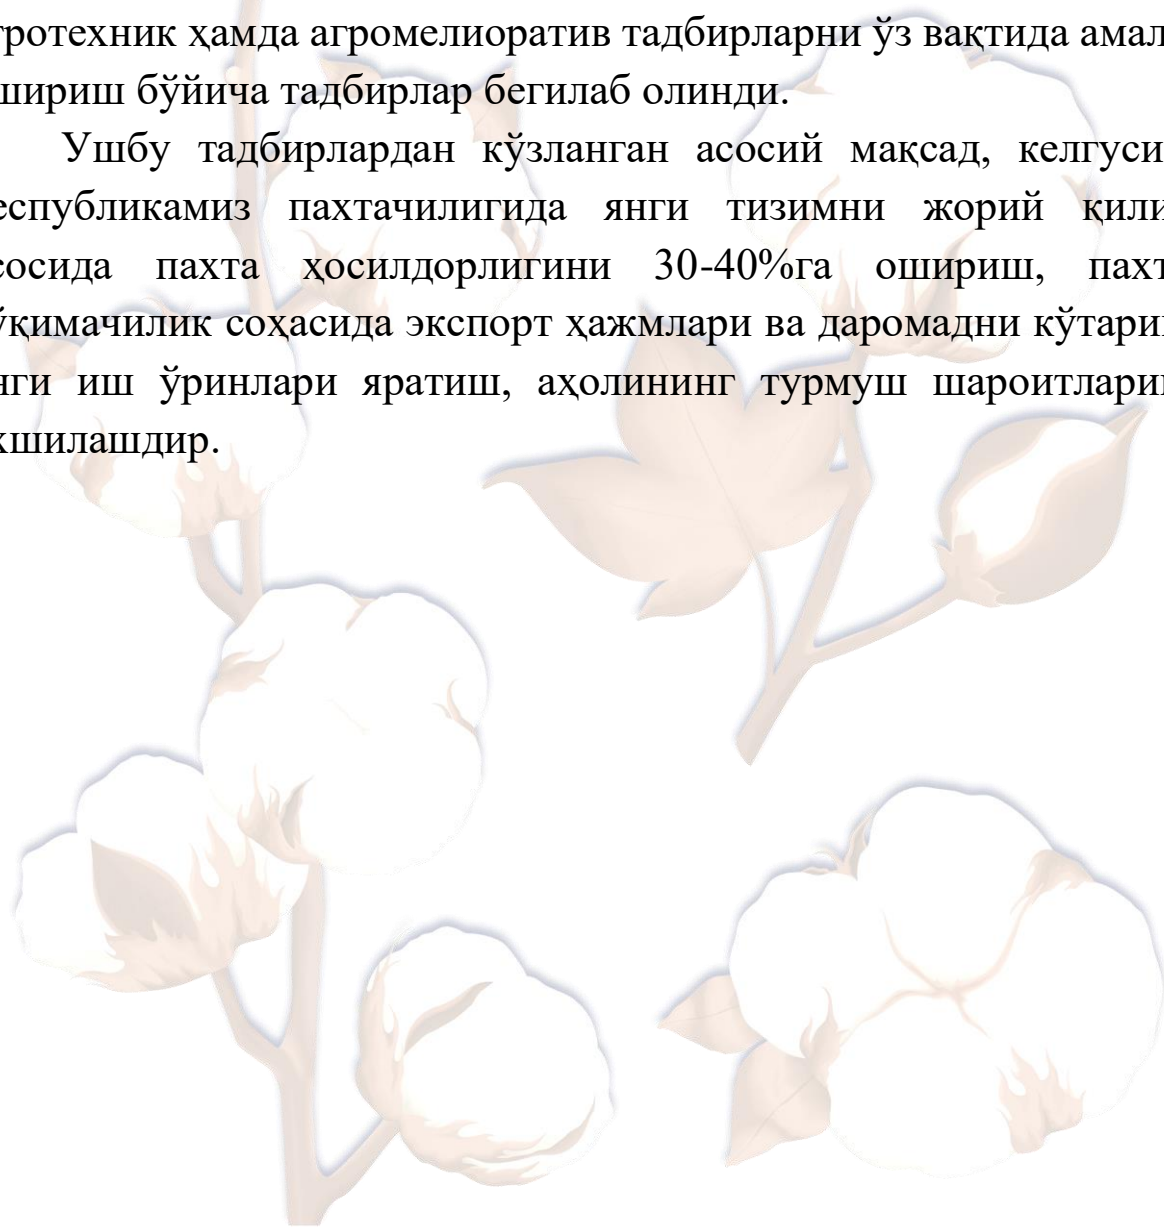 гротехник ҳамда агромелиоратив тадбирларни ўз вақтида амал
шириш бўйича тадбирлар бегилаб олинди.
Ушбу тадбирлардан кўзланган асосий мақсад, келгуси
еспубликамиз пахтачилигида янги тизимни жорий қили
сосида пахта ҳосилдорлигини 30-40%га ошириш, пахт
ўқимачилик соҳасида экспорт ҳажмлари ва даромадни кўтари
нги иш ўринлари яратиш, аҳолининг турмуш шароитлари
хшилашдир.